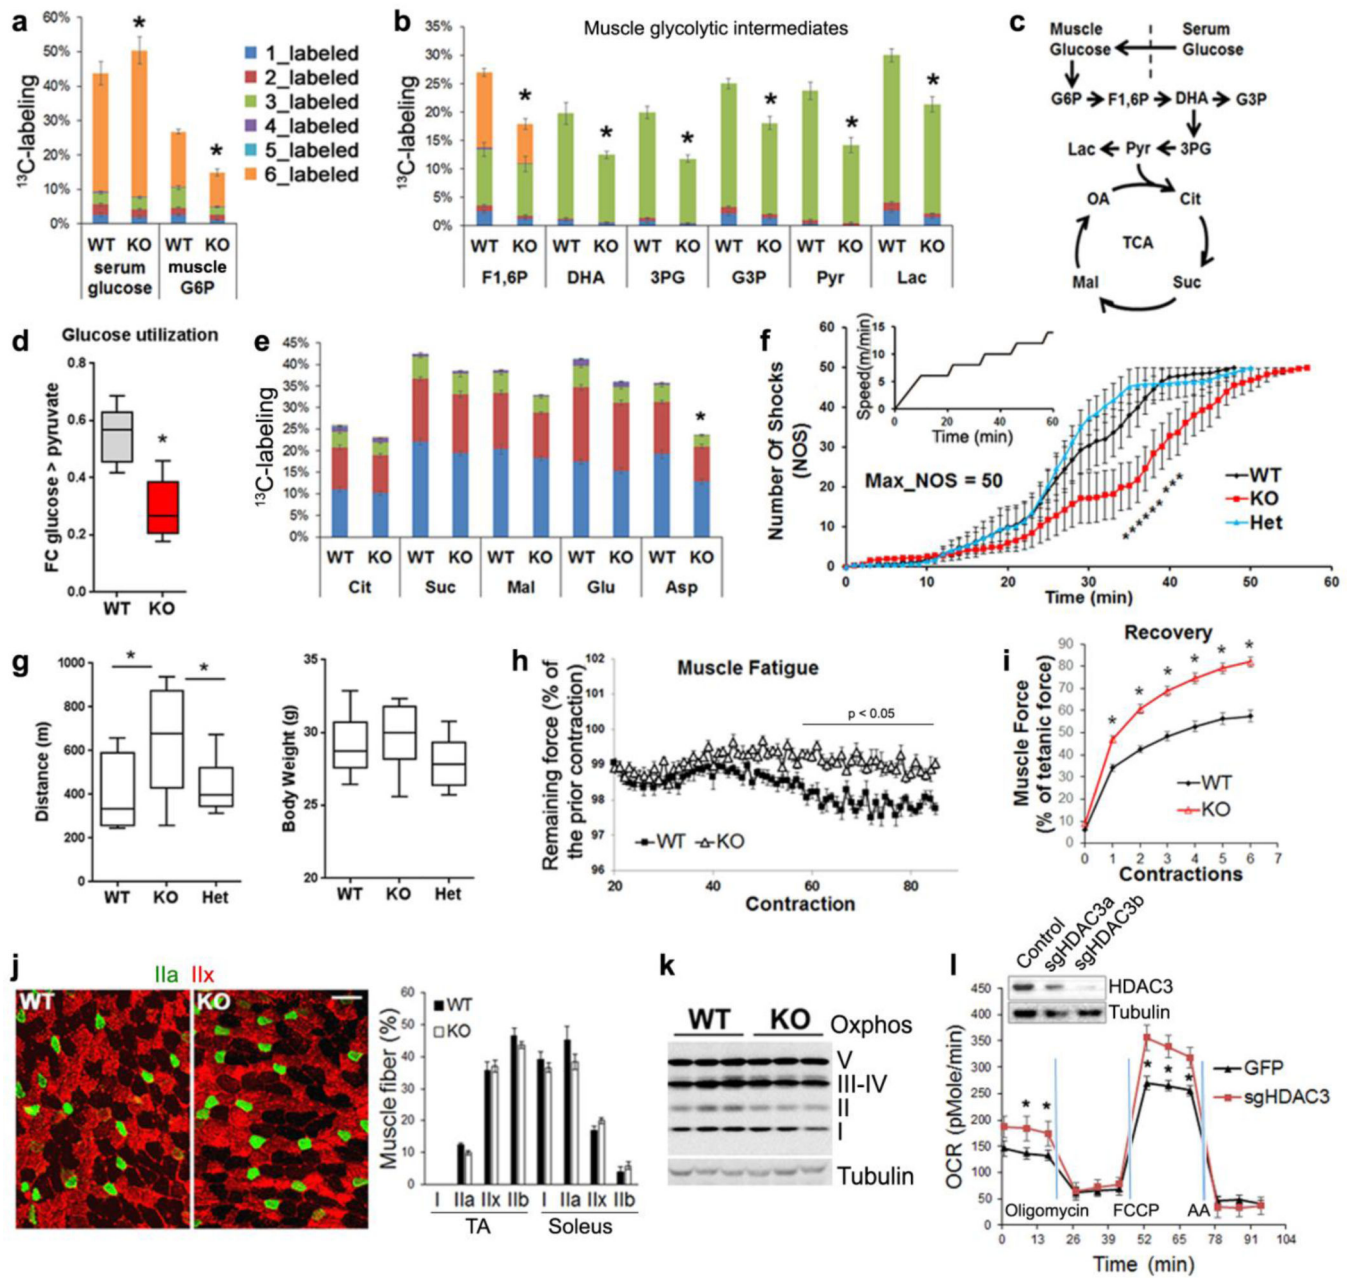 a
60%
50%
40%
30%
20%
10%
0%
¹³C-labeling
*
*
WT KO WT KO
serum glucose
muscle G6P
1_labeled
2_labeled
3_labeled
4_labeled
5_labeled
6_labeled
b
Muscle glycolytic intermediates
35%
30%
25%
20%
15%
10%
5%
0%
¹³C-labeling
* * * * * *
WT KO WT KO WT KO WT KO WT KO WT KO
F1,6P DHA 3PG G3P Pyr Lac
c
Muscle Glucose
Serum Glucose
G6P F1,6P DHA G3P
Lac Pyr 3PG
OA Cit
TCA
Mal Suc
d
Glucose utilization
FC glucose > pyruvate
0.8
0.6
0.4
0.2
0.0
*
WT KO
e
45%
40%
35%
30%
25%
20%
15%
10%
5%
0%
¹³C-labeling
*
WT KO WT KO WT KO WT KO WT KO
Cit Suc Mal Glu Asp
f
Number Of Shocks
(NOS)
60
50
40
30
20
10
0
Speed(m/min)
15
10
5
0
0 20 40 60
Time (min)
Max_NOS = 50
WT
KO
Het
********
0 10 20 30 40 50 60
Time (min)
g
Distance (m)
1000
800
600
400
200
0
* *
WT KO Het
Body Weight (g)
35
30
25
20
WT KO Het
h
Muscle Fatigue
Remaining force (% of
the prior contraction)
102
101
100
99
98
97
96
p < 0.05
WT KO
20 40 60 80
Contraction
i
Recovery
Muscle Force
(% of tetanic force)
90
80
70
60
50
40
30
20
10
0
* * * * * *
WT
KO
0 1 2 3 4 5 6 7
Contractions
j
IIa IIx
WT KO
Muscle fiber (%)
60
50
40
30
20
10
0
WT
KO
I IIa IIx IIb I IIa IIx IIb
TA Soleus
k
WT KO Oxphos
V
III-IV
II
I
Tubulin
l
Control
sgHDAC3a
sgHDAC3b
HDAC3
Tubulin
OCR (pMole/min)
450
400
350
300
250
200
150
100
50
0
* *
* * *
GFP
sgHDAC3
Oligomycin FCCP AA
0 13 26 39 52 65 78 91 104
Time (min)